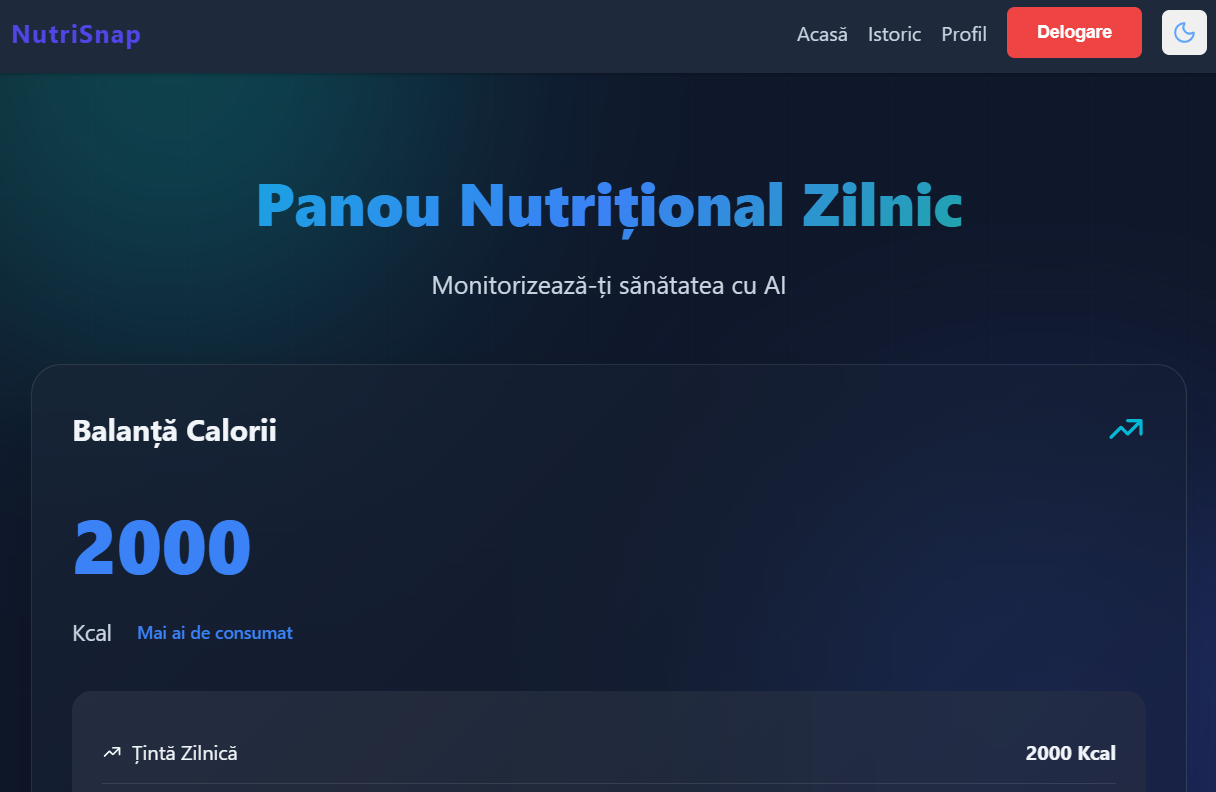 NutriSnap
Acasă Istoric Profil Delogare
Panou Nutrițional Zilnic
Monitorizează-ți sănătatea cu AI
Balanță Calorii
2000
Kcal Mai ai de consumat
Țintă Zilnică 2000 Kcal